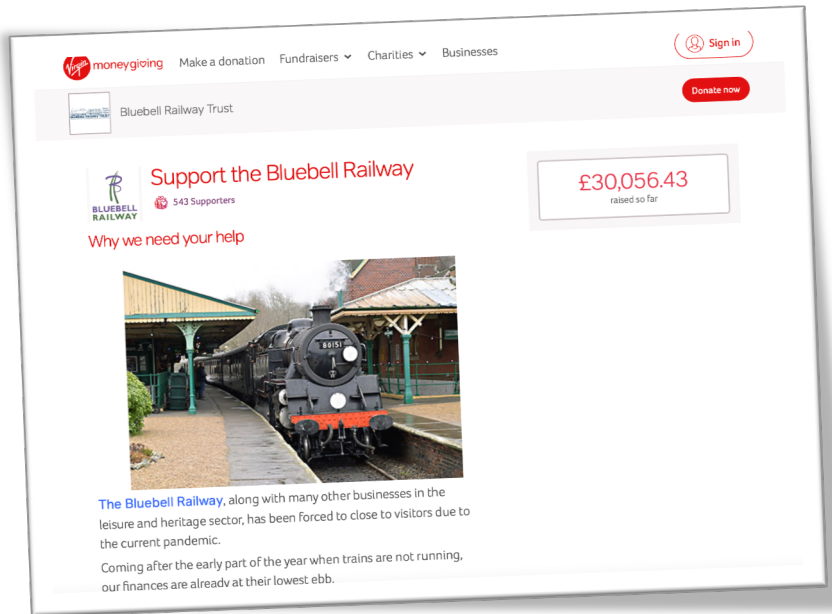 Virgin moneygiving Make a donation Fundraisers Charities Businesses Sign in
Bluebell Railway Trust Donate now
Support the Bluebell Railway
543 Supporters
BLUEBELL
RAILWAY
£30,056.43
raised so far
Why we need your help
80151
The Bluebell Railway, along with many other businesses in the
leisure and heritage sector, has been forced to close to visitors due to
the current pandemic.
Coming after the early part of the year when trains are not running,
our finances are already at their lowest ebb.